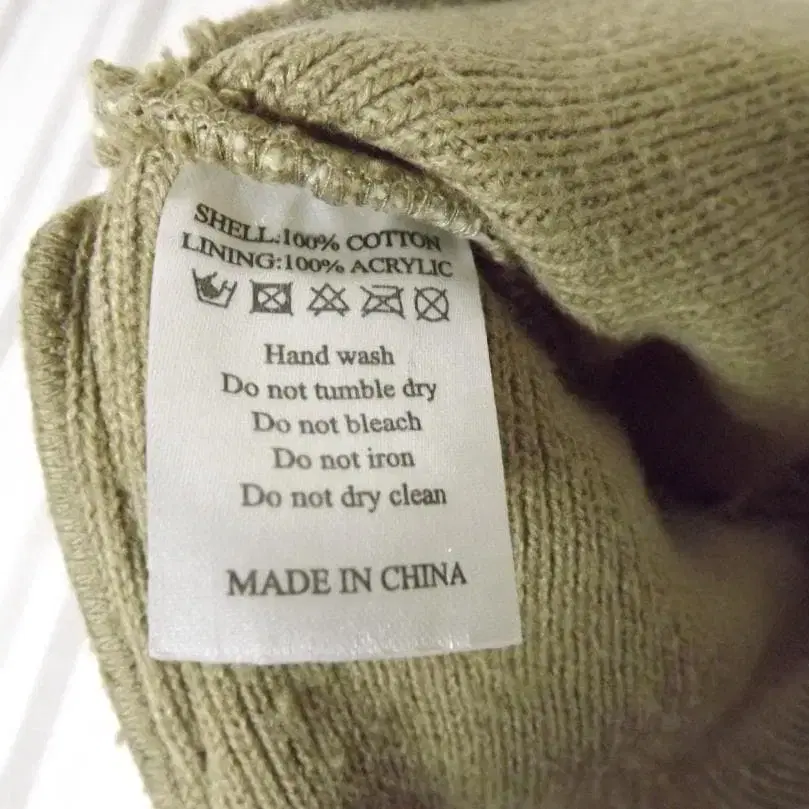 SHELL:100% COTTON
LINING:100% ACRYLIC
Hand wash
Do not tumble dry
Do not bleach
Do not iron
Do not dry clean
MADE IN CHINA